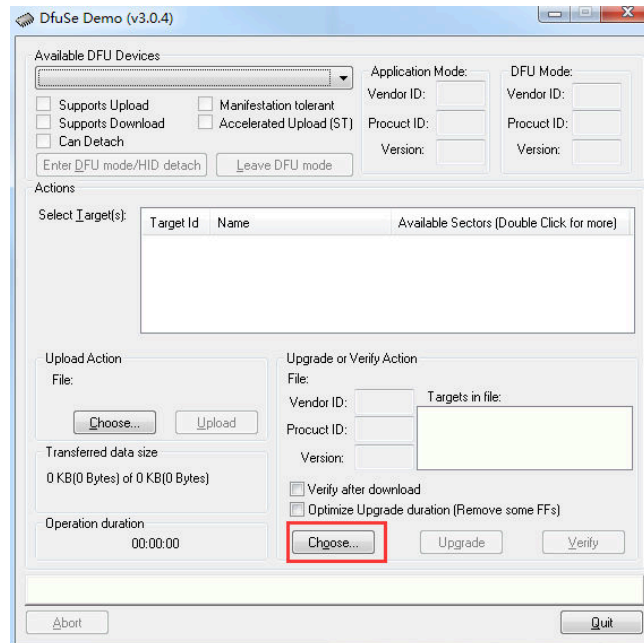 DfuSe Demo (v3.0.4)
Available DFU Devices
Supports Upload
Manifestation tolerant
Supports Download
Accelerated Upload (ST)
Can Detach
Enter DFU mode/HID detach
Leave DFU mode
Application Mode:
Vendor ID:
Procuct ID:
Version:
DFU Mode:
Vendor ID:
Procuct ID:
Version:
Actions
Select Target(s):
Target Id Name Available Sectors (Double Click for more)
Upload Action
File:
Choose... Upload
Transferred data size
0 KB(0 Bytes) of 0 KB(0 Bytes)
Operation duration
00:00:00
Upgrade or Verify Action
File:
Vendor ID:
Procuct ID:
Version:
Targets in file:
Verify after download
Optimize Upgrade duration (Remove some FFs)
Choose... Upgrade Verify
Abort Quit